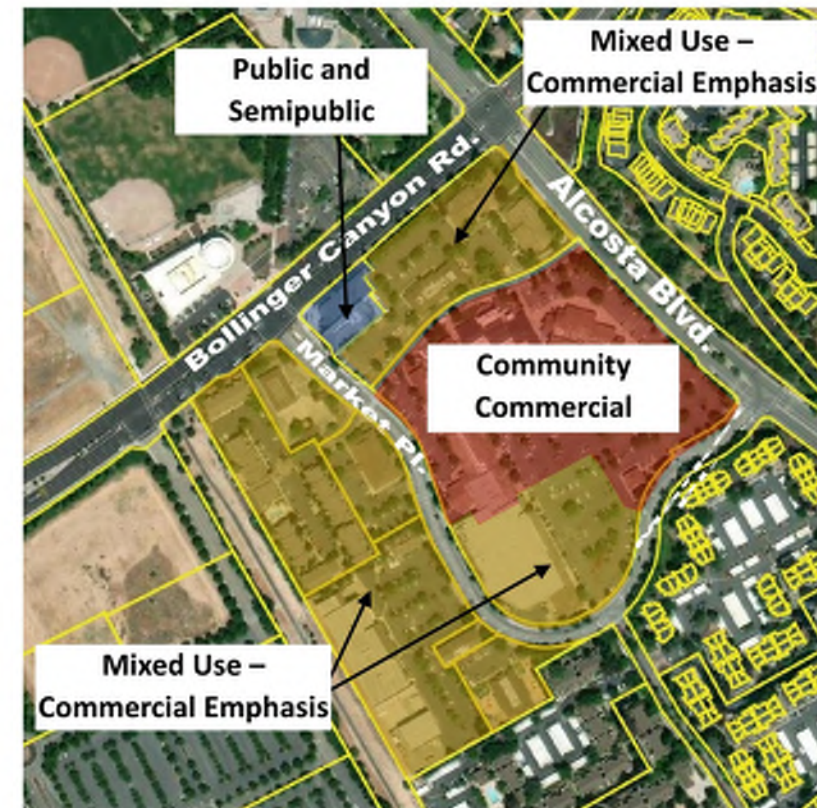 Mixed Use –
Commercial Emphasis
Public and
Semipublic
Bollinger Canyon Rd.
Alcosta Blvd.
Market Pl.
Community
Commercial
Mixed Use –
Commercial Emphasis